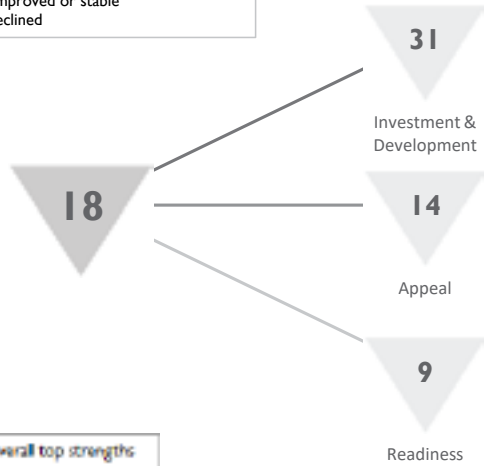 mproved or stable
eclined
31
Investment &
Development
18
14
Appeal
9
Readiness
verall top strengths